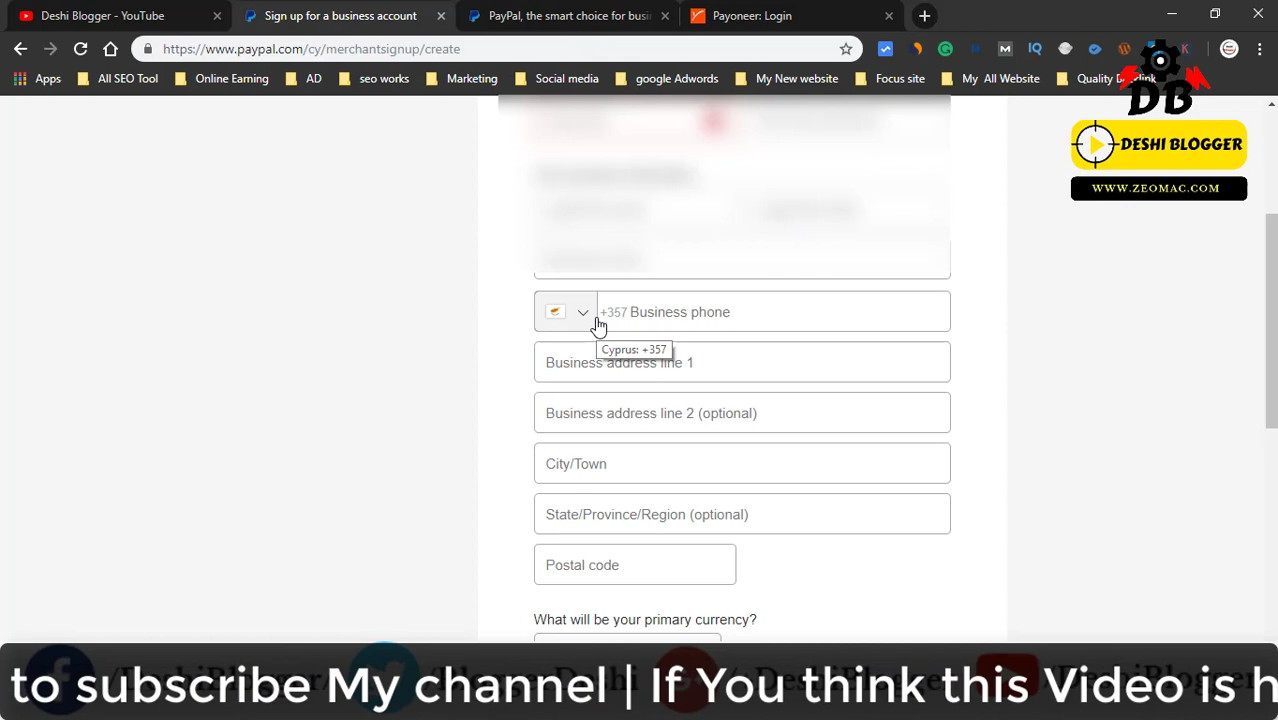 Deshi Blogger - YouTube
Sign up for a business account
PayPal, the smart choice for busi
Payoneer: Login
https://www.paypal.com/cy/merchantsignup/create
Apps
All SEO Tool
Online Earning
AD
seo works
Marketing
Social media
google Adwords
My New website
Focus site
My All Website
Quality Backlink
DB
DESHI BLOGGER
WWW.ZEOMAC.COM
+357 Business phone
Cyprus: +357
Business address line 1
Business address line 2 (optional)
City/Town
State/Province/Region (optional)
Postal code
What will be your primary currency?
to subscribe My channel | If You think this Video is h